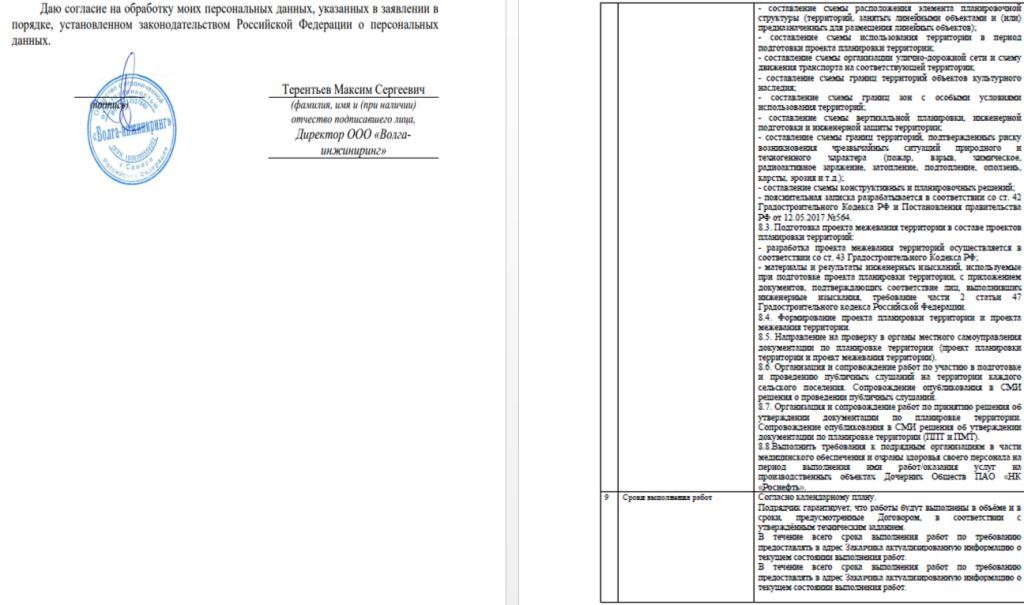 Даю согласие на обработку моих персональных данных, указанных в заявлении в
порядке, установленном законодательством Российской Федерации о персональных
данных.
(подпись)
«Волга-инжиниринг»
г. Самара
Терентьев Максим Сергеевич
(фамилия, имя и (при наличии)
отчество подписавшего лица,
Директор ООО «Волга-
инжиниринг»
- составление схемы расположения элемента планировочной
структуры (территорий, занятых линейными объектами и (или)
предназначенных для размещения линейных объектов);
- составление схемы использования территории в период
подготовки проекта планировки территории;
- составление схемы организации улично-дорожной сети и схему
движения транспорта на соответствующей территории;
- составление схемы границ территорий объектов культурного
наследия;
- составление схемы границ зон с особыми условиями
использования территорий;
- составление схемы вертикальной планировки, инженерной
подготовки и инженерной защиты территории;
- составление схемы границ территорий, подтвержденных риску
возникновения чрезвычайных ситуаций природного и
техногенного характера (пожар, взрыв, химическое,
радиоактивное заражение, затопление, подтопление, оползень,
карсты, эрозия и т.д.);
- составление схемы конструктивных и планировочных решений;
- пояснительная записка разрабатывается в соответствии со ст. 42
Градостроительного Кодекса РФ и Постановления правительства
РФ от 12.05.2017 №564.
8.3. Подготовка проекта межевания территории в составе проектов
планировки территорий:
- разработка проекта межевания территорий осуществляется в
соответствии со ст. 43 Градостроительного Кодекса РФ;
- материалы и результаты инженерных изысканий, используемые
при подготовке проекта планировки территории, с приложением
документов, подтверждающих соответствие лиц, выполнивших
инженерные изыскания, требование части 2 статьи 47
Градостроительного кодекса Российской Федерации.
8.4. Формирование проекта планировки территории и проекта
межевания территории.
8.5. Направление на проверку в органы местного самоуправления
документации по планировке территории (проект планировки
территории и проект межевания территории).
8.6. Организация и сопровождение работ по участию в подготовке
и проведению публичных слушаний на территории каждого
сельского поселения. Сопровождение опубликования в СМИ
решения о проведении публичных слушаний.
8.7. Организация и сопровождение работ по принятию решения об
утверждении документации по планировке территории.
Сопровождение опубликования в СМИ решения об утверждении
документации по планировке территории (ППТ и ПМТ).
8.8.Выполнить требования к подрядным организациям в части
медицинского обеспечения и охраны здоровья своего персонала на
период выполнения ими работ/оказания услуг на
производственных объектах Дочерних Обществ ПАО «НК
«Роснефть».
9 Сроки выполнения работ
Согласно календарному плану.
Подрядчик гарантирует, что работы будут выполнены в объёме и в
сроки, предусмотренные Договором, в соответствии с
утверждённым техническим заданием.
В течение всего срока выполнения работ по требованию
предоставлять в адрес Заказчика актуализированную информацию о
текущем состоянии выполнения работ.
В течение всего срока выполнения работ по требованию
предоставлять в адрес Заказчика актуализированную информацию о
текущем состоянии выполнения работ.